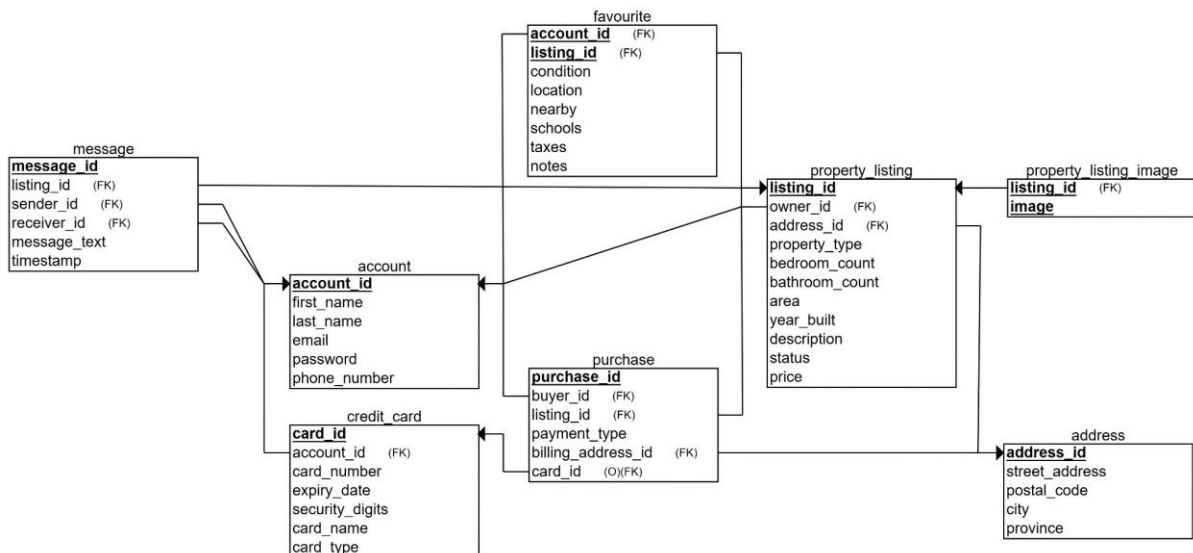 favourite
account_id (FK)
listing_id (FK)
condition
location
nearby
schools
taxes
notes
message
message_id
listing_id (FK)
sender_id (FK)
receiver_id (FK)
message_text
timestamp
property_listing
listing_id
owner_id (FK)
address_id (FK)
property_type
bedroom_count
bathroom_count
area
year_built
description
status
price
property_listing_image
listing_id (FK)
image
account
account_id
first_name
last_name
email
password
phone_number
purchase
purchase_id
buyer_id (FK)
listing_id (FK)
payment_type
billing_address_id (FK)
card_id (O)(FK)
credit_card
card_id
account_id (FK)
card_number
expiry_date
security_digits
card_name
card_type
address
address_id
street_address
postal_code
city
province